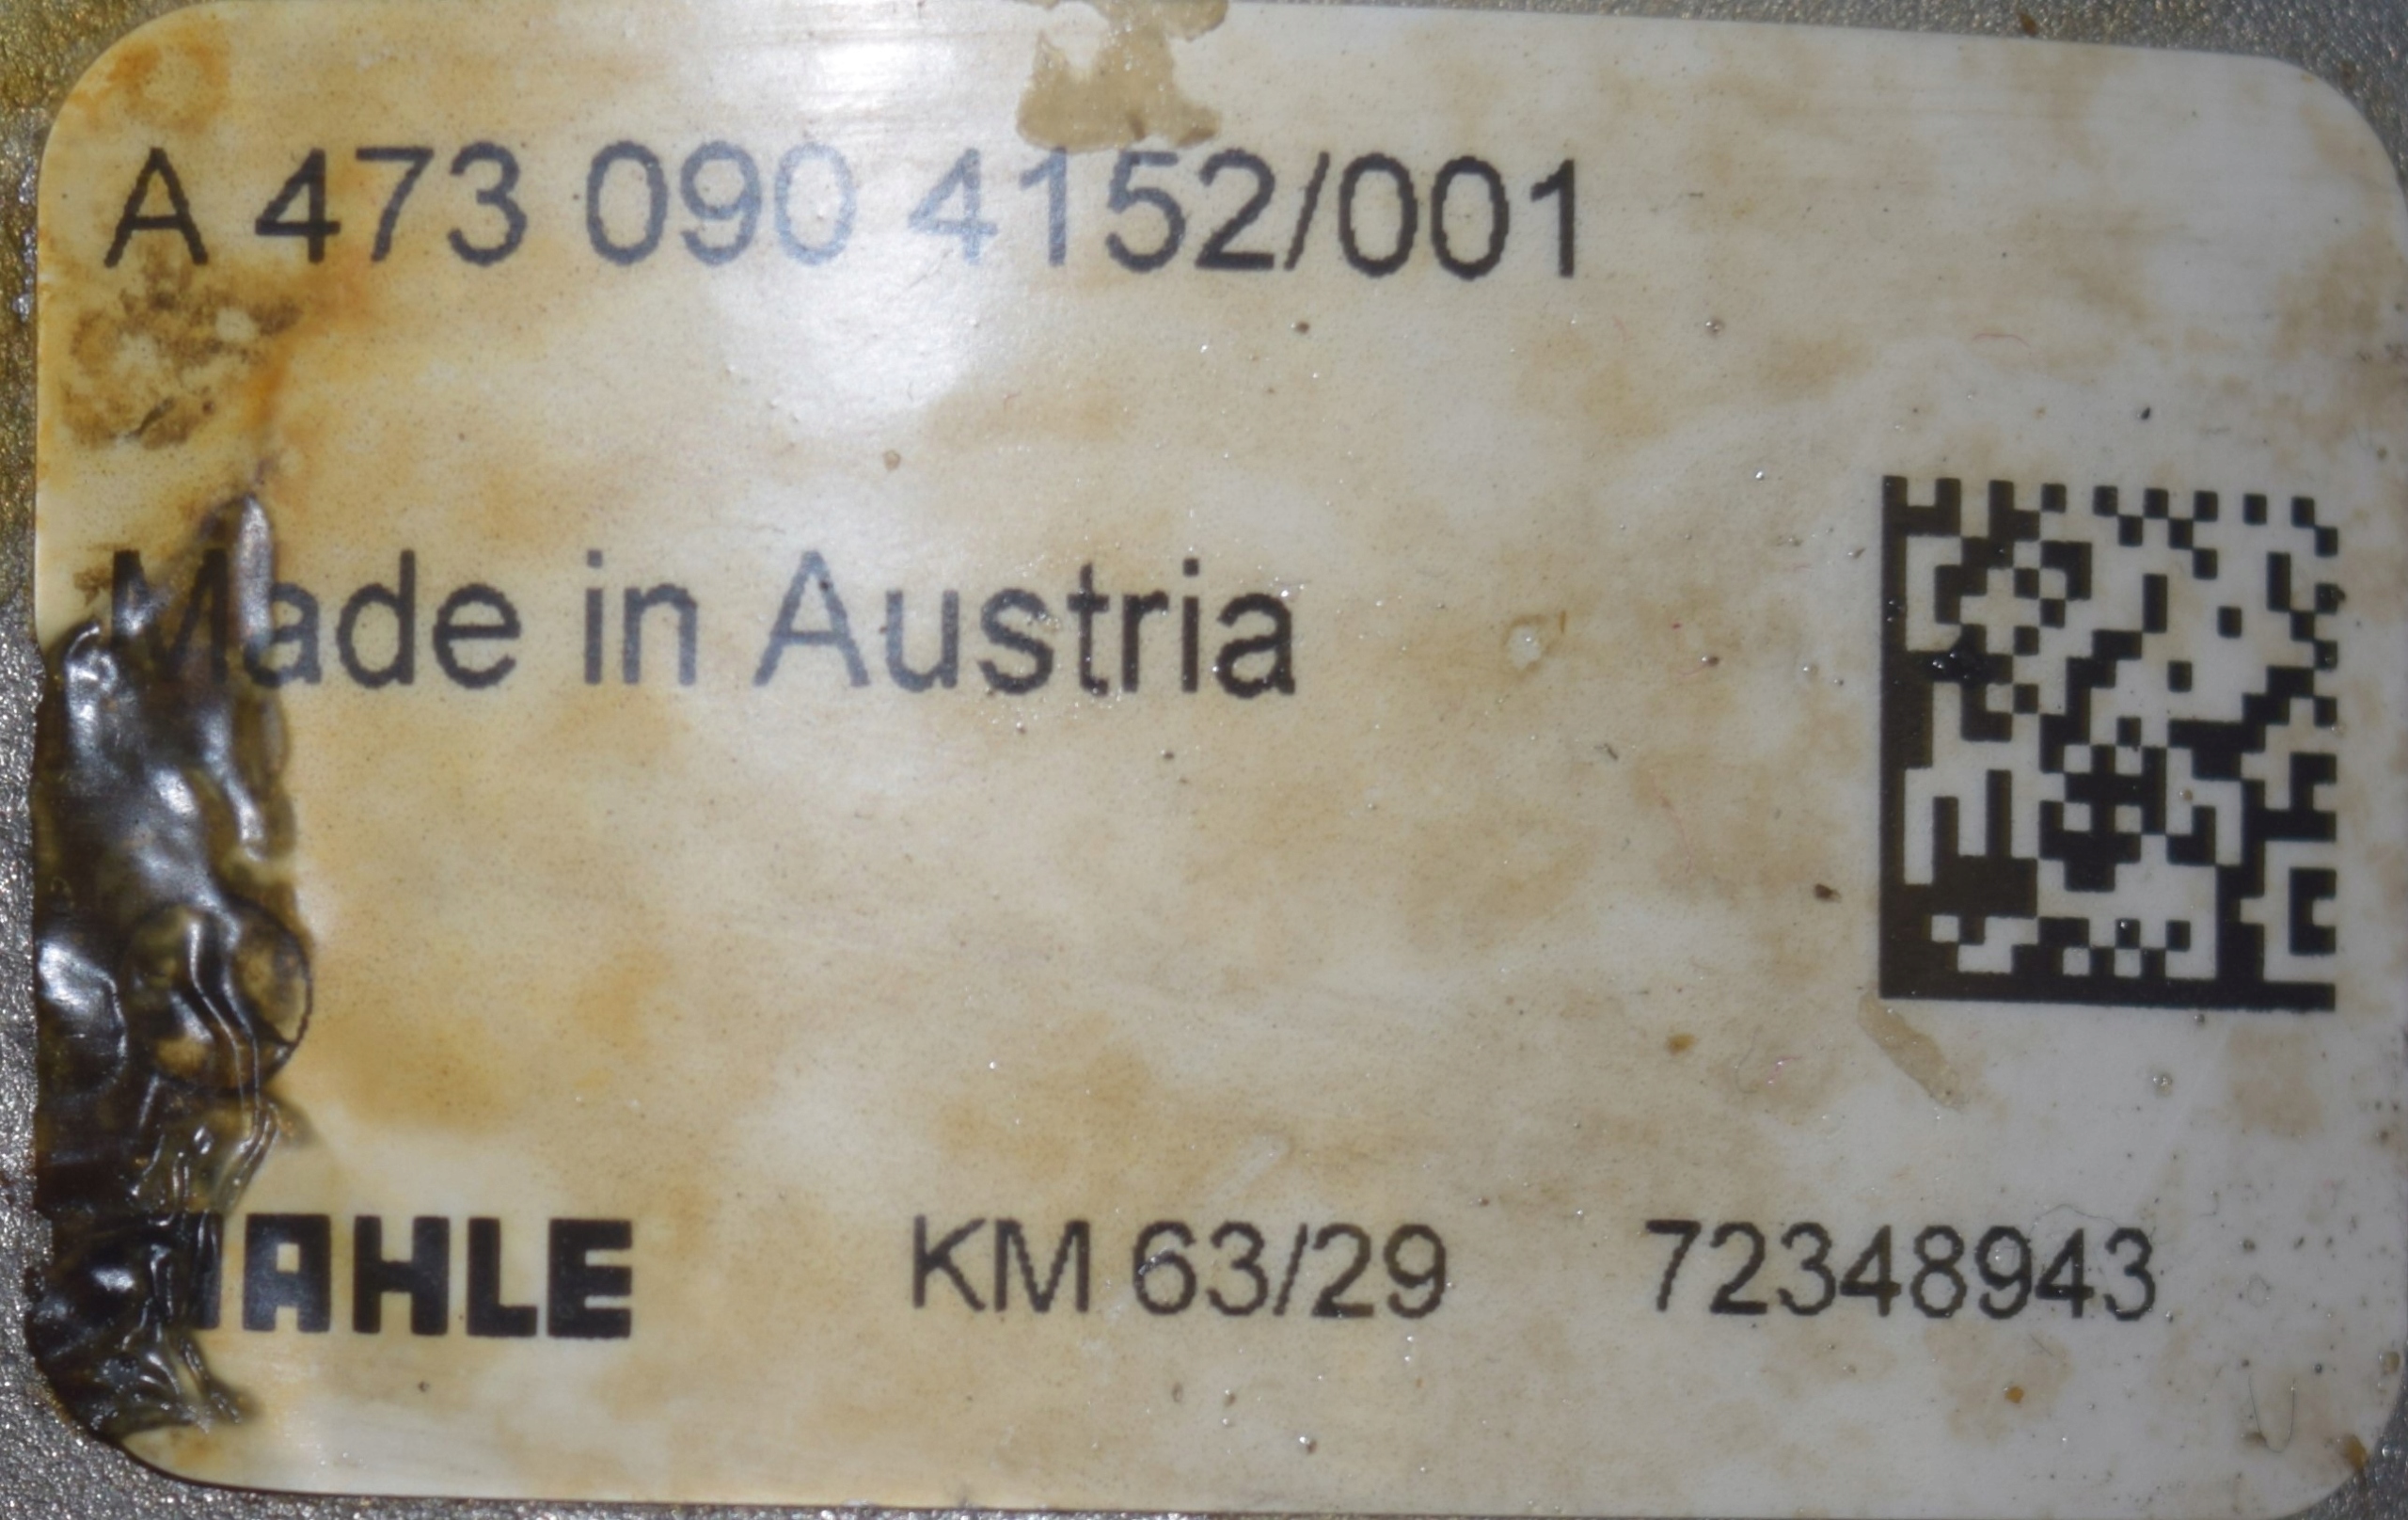 A 473 090 4152/001
Made in Austria
MAHLE KM 63/29 72348943